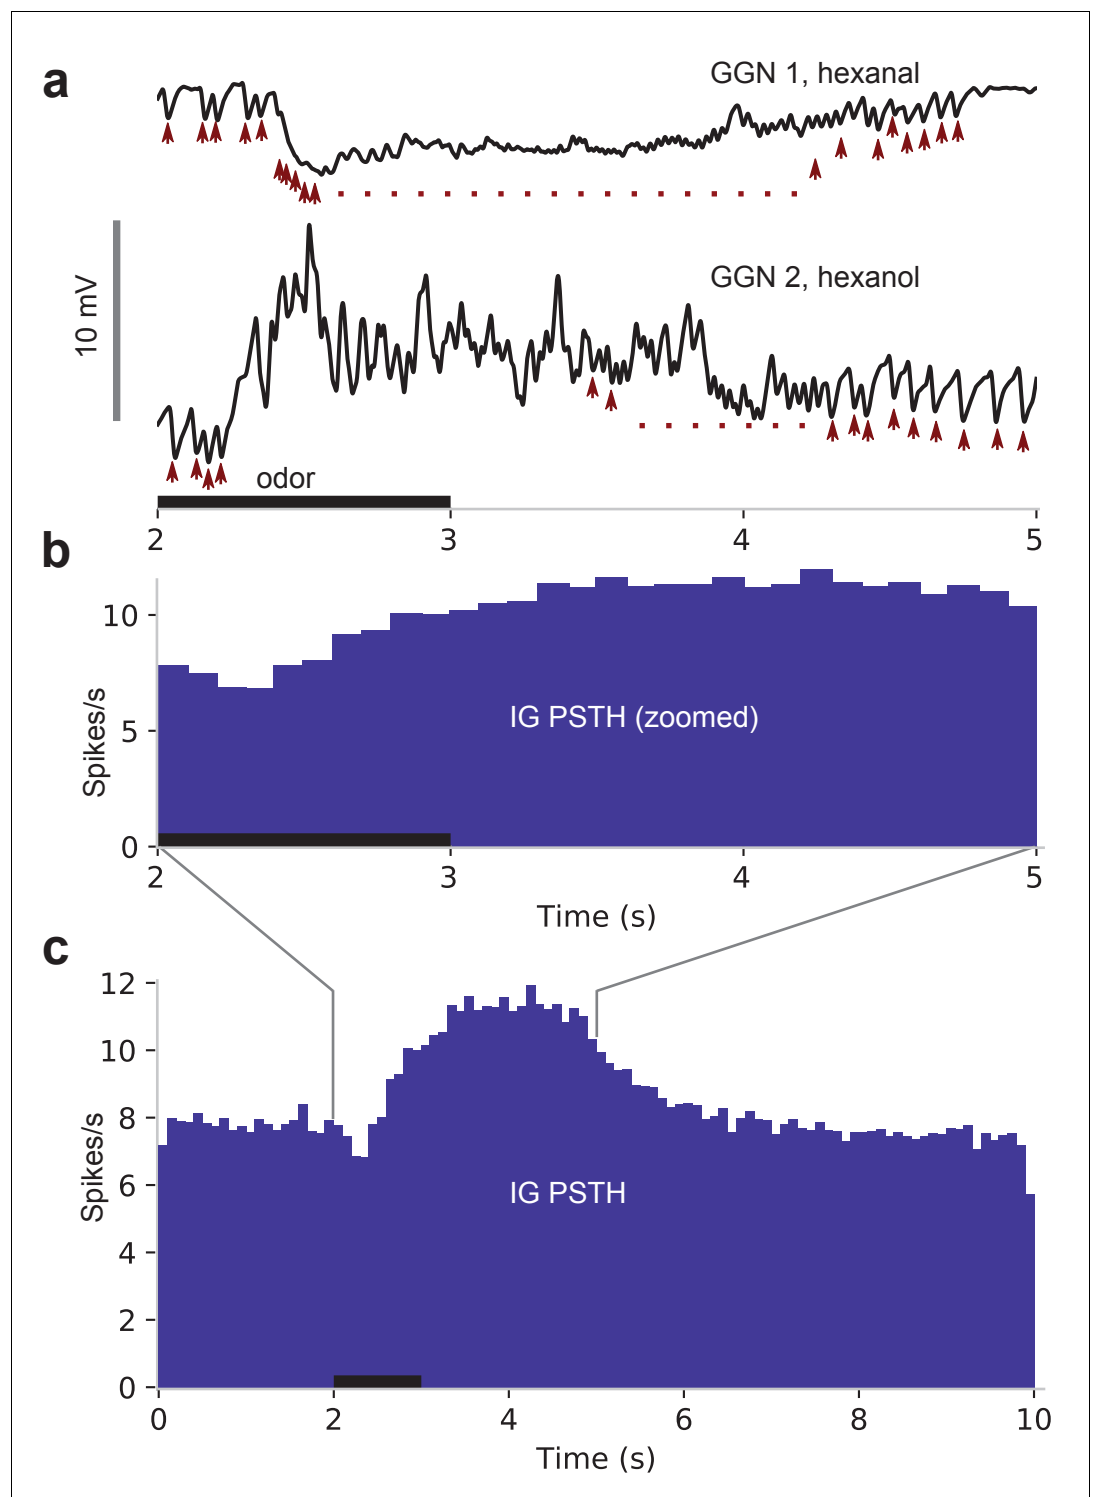 a
GGN 1, hexanal
10 mV
GGN 2, hexanol
odor
2 3 4 5
b
10
5
0
Spikes/s
IG PSTH (zoomed)
2 3 4 5
Time (s)
c
12
10
8
6
4
2
0
Spikes/s
IG PSTH
0 2 4 6 8 10
Time (s)